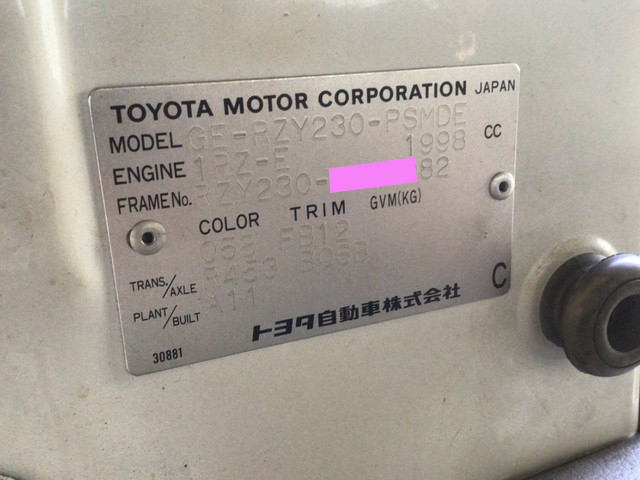 TOYOTA MOTOR CORPORATION JAPAN
MODEL GE-RZY230-PSMDE
ENGINE 1RZ-E 1998 CC
FRAME No. RZY230- 82
COLOR TRIM GVM(KG)
058 FB12
TRANS./AXLE R453 B05B
PLANT/BUILT A11
C
トヨタ自動車株式会社
30881